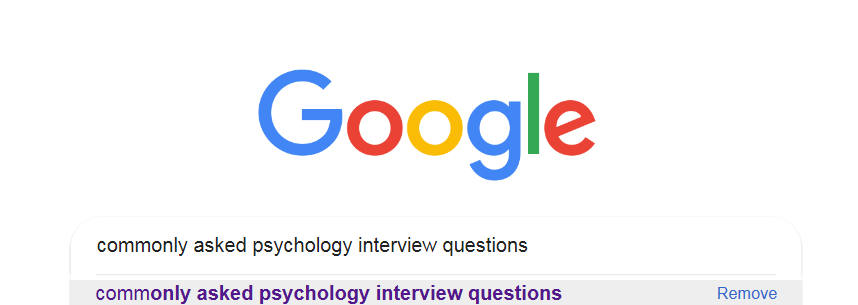 Google
commonly asked psychology interview questions
commonly asked psychology interview questions Remove